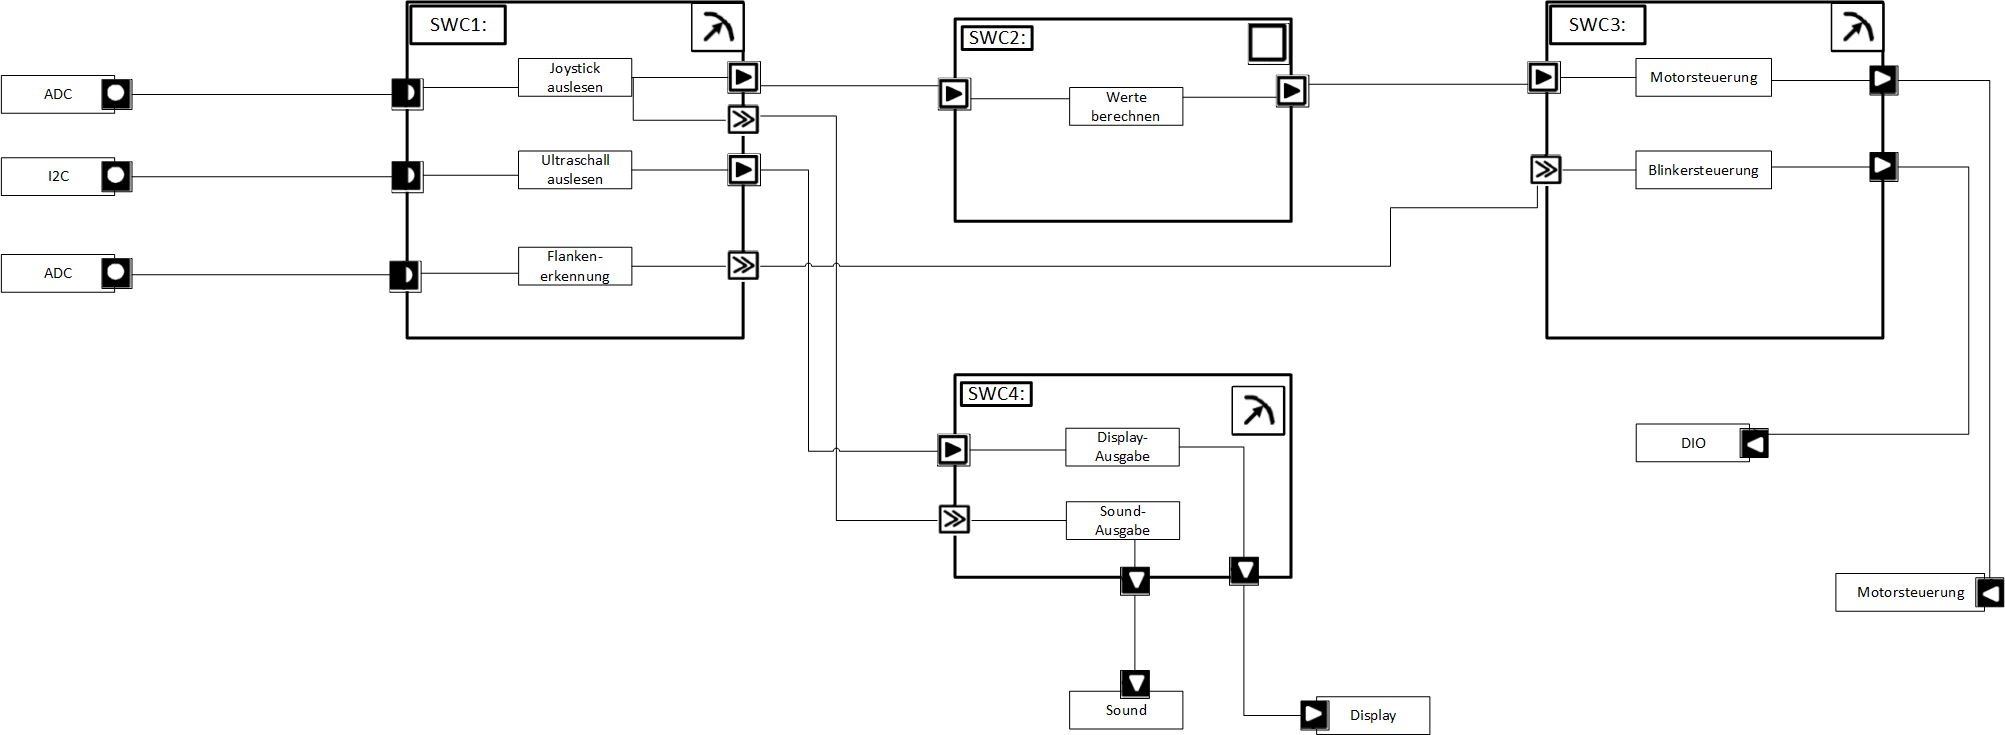 SWC1:
ADC
Joystick
auslesen
I2C
Ultraschall
auslesen
ADC
Flanken-
erkennung
SWC2:
Werte
berechnen
SWC3:
Motorsteuerung
Blinkersteuerung
SWC4:
Display-
Ausgabe
Sound-
Ausgabe
DIO
Motorsteuerung
Sound
Display